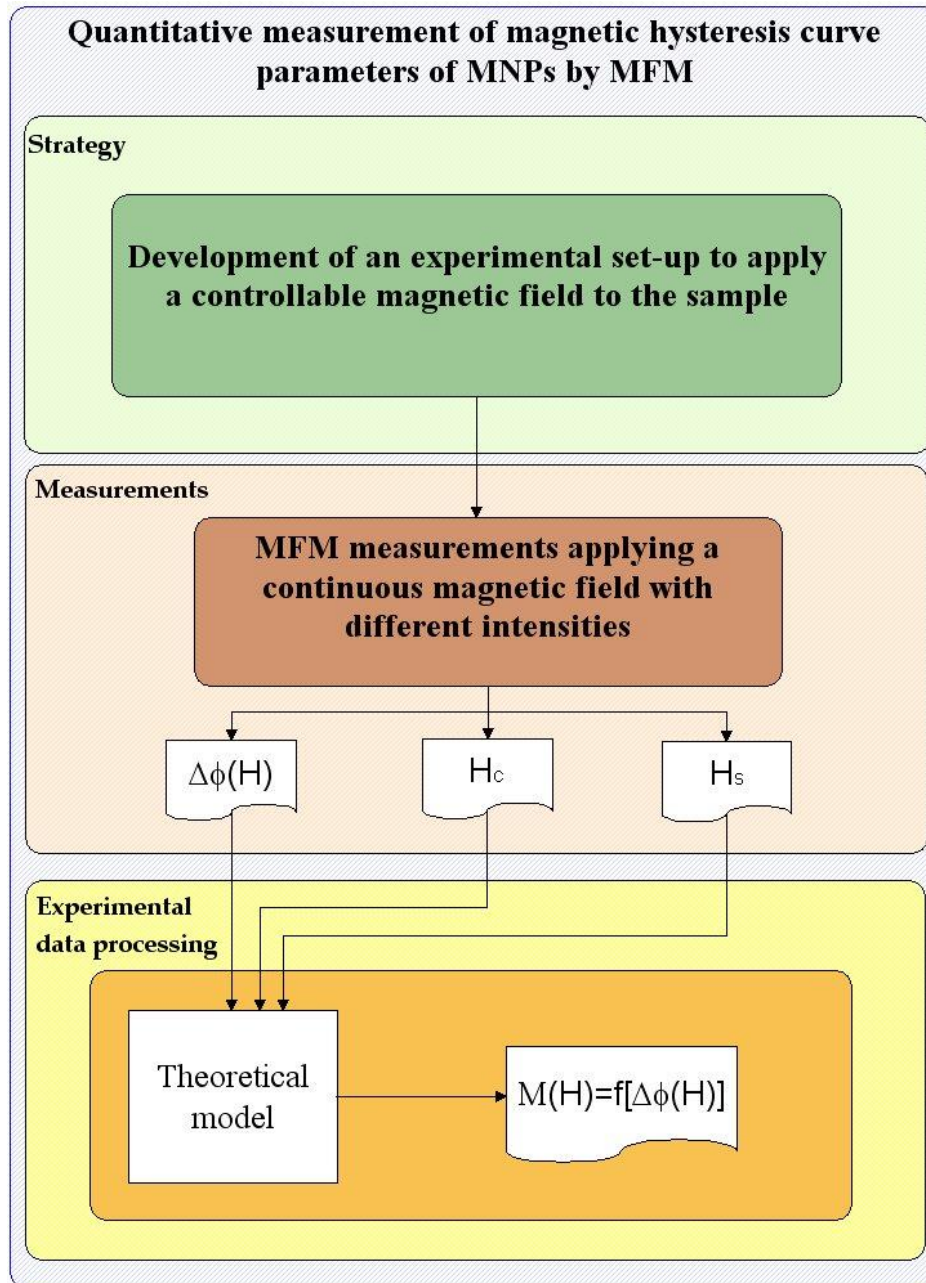 Quantitative measurement of magnetic hysteresis curve
parameters of MNPs by MFM
Strategy
Development of an experimental set-up to apply
a controllable magnetic field to the sample
Measurements
MFM measurements applying a
continuous magnetic field with
different intensities
Δϕ(H)
Hc
Hs
Experimental
data processing
Theoretical
model
M(H)=f[Δϕ(H)]